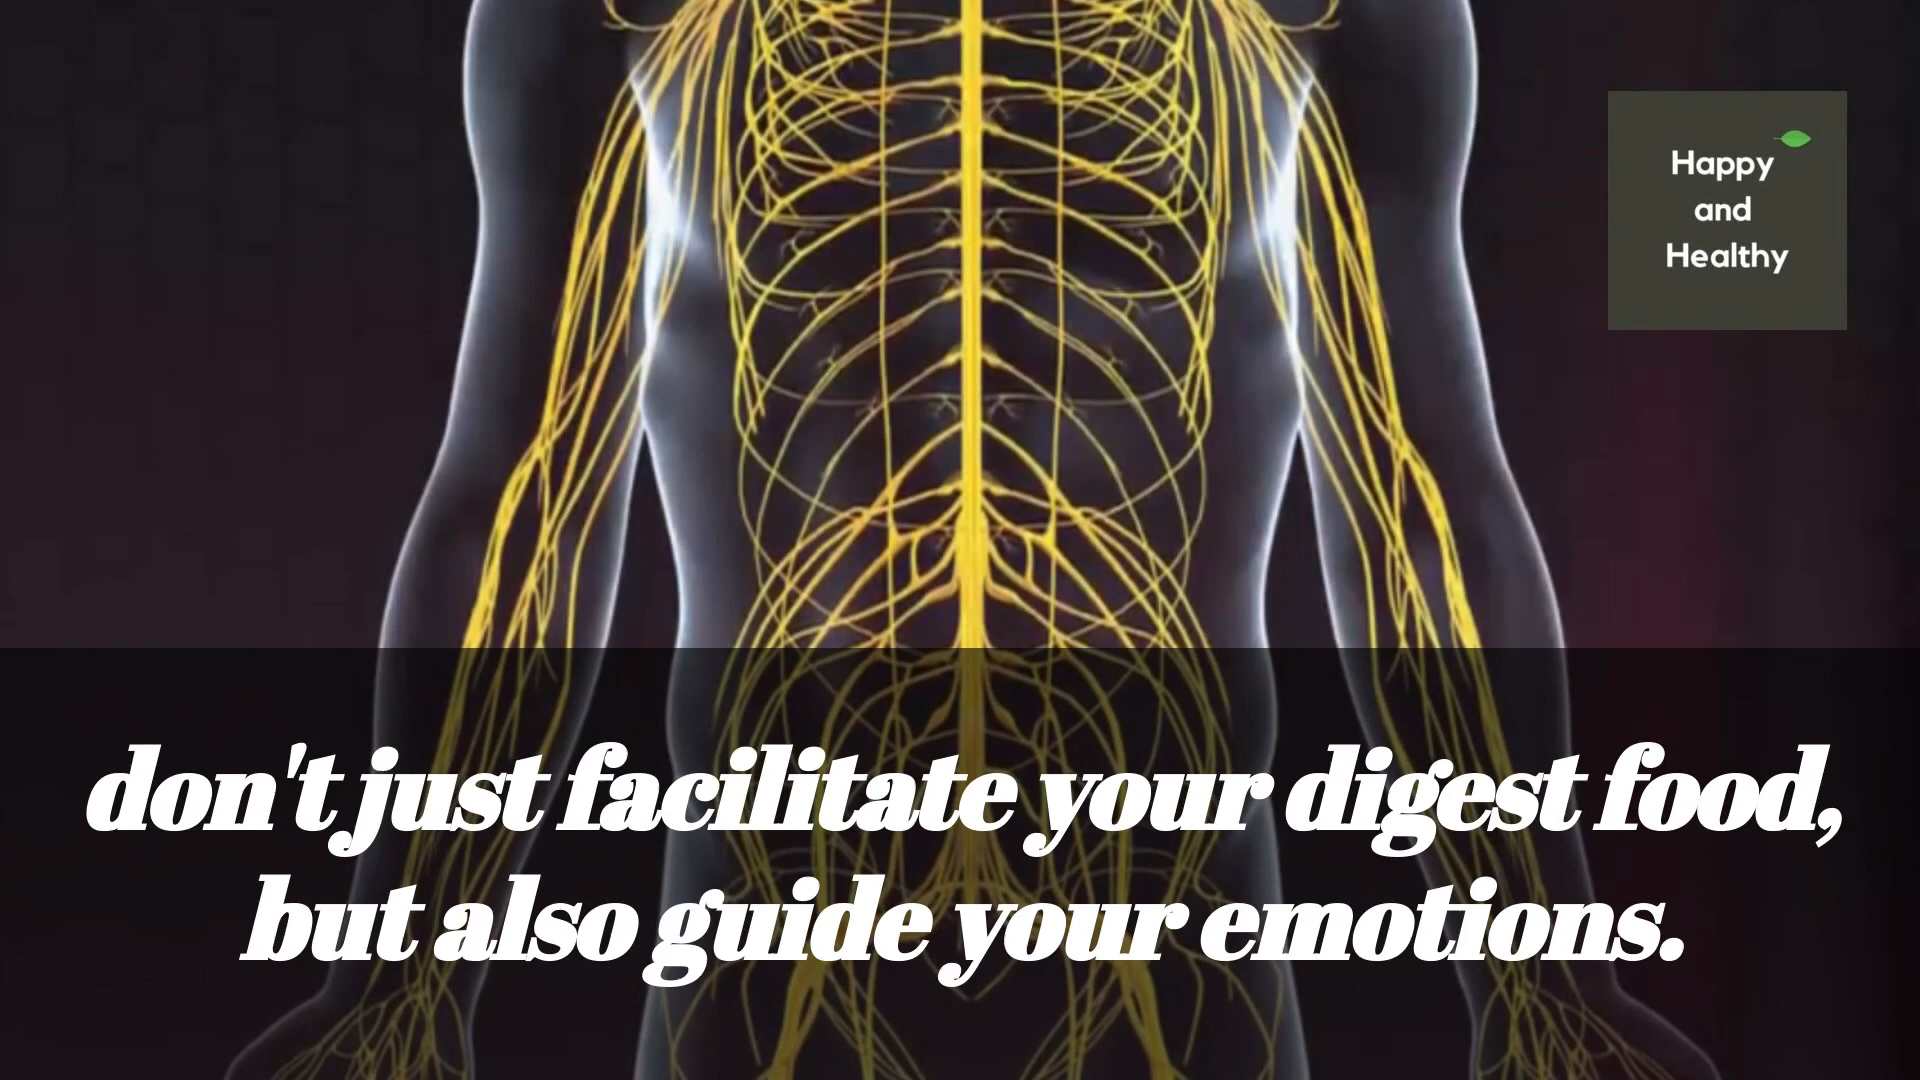 Happy
and
Healthy
don't just facilitate your digest food,
but also guide your emotions.